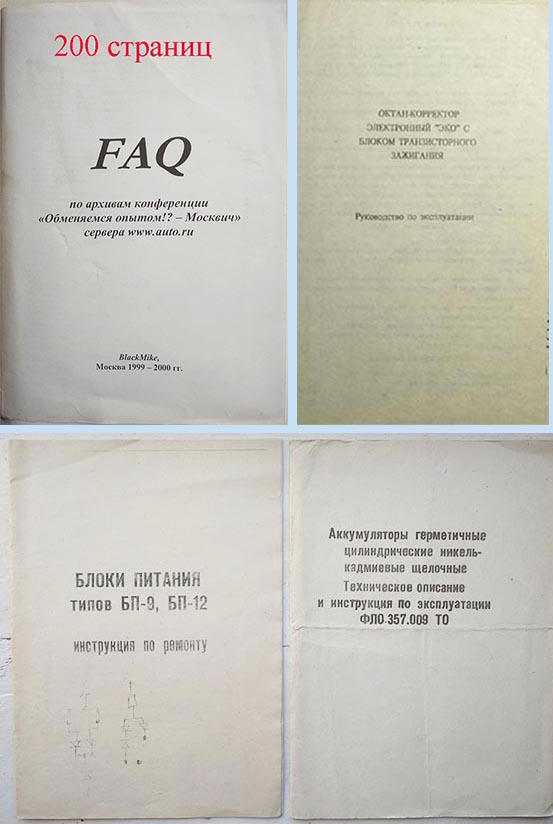 200 страниц
FAQ
по архивам конференции
«Обменяемся опытом!? – Москвич»
сервера www.auto.ru
BlackMike,
Москва 1999 – 2000 гг.
ОКТАН-КОРРЕКТОР
ЭЛЕКТРОННЫЙ "ЭКО" С
БЛОКОМ ТРАНЗИСТОРНОГО
ЗАЖИГАНИЯ
Руководство по эксплуатации
БЛОКИ ПИТАНИЯ
типов БП-9, БП-12
инструкция по ремонту
Аккумуляторы герметичные
цилиндрические никель-
кадмиевые щелочные
Техническое описание
и инструкция по эксплуатации
ФЛО.357.009 ТО